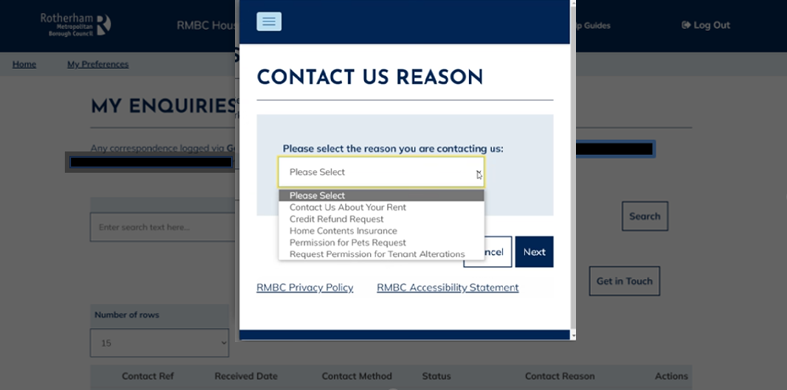 Rotherham
Metropolitan
Borough Council
RMBC Hou
lp Guides
Log Out
Home
My Preferences
CONTACT US REASON
MY ENQUIRIES
Any correspondence logged via G
Please select the reason you are contacting us:
Please Select
Please Select
Contact Us About Your Rent
Credit Refund Request
Home Contents Insurance
Permission for Pets Request
Request Permission for Tenant Alterations
Enter search text here...
Search
ncel
Next
Get in Touch
RMBC Privacy Policy
RMBC Accessibility Statement
Number of rows
15
Contact Ref
Received Date
Contact Method
Status
Contact Reason
Actions